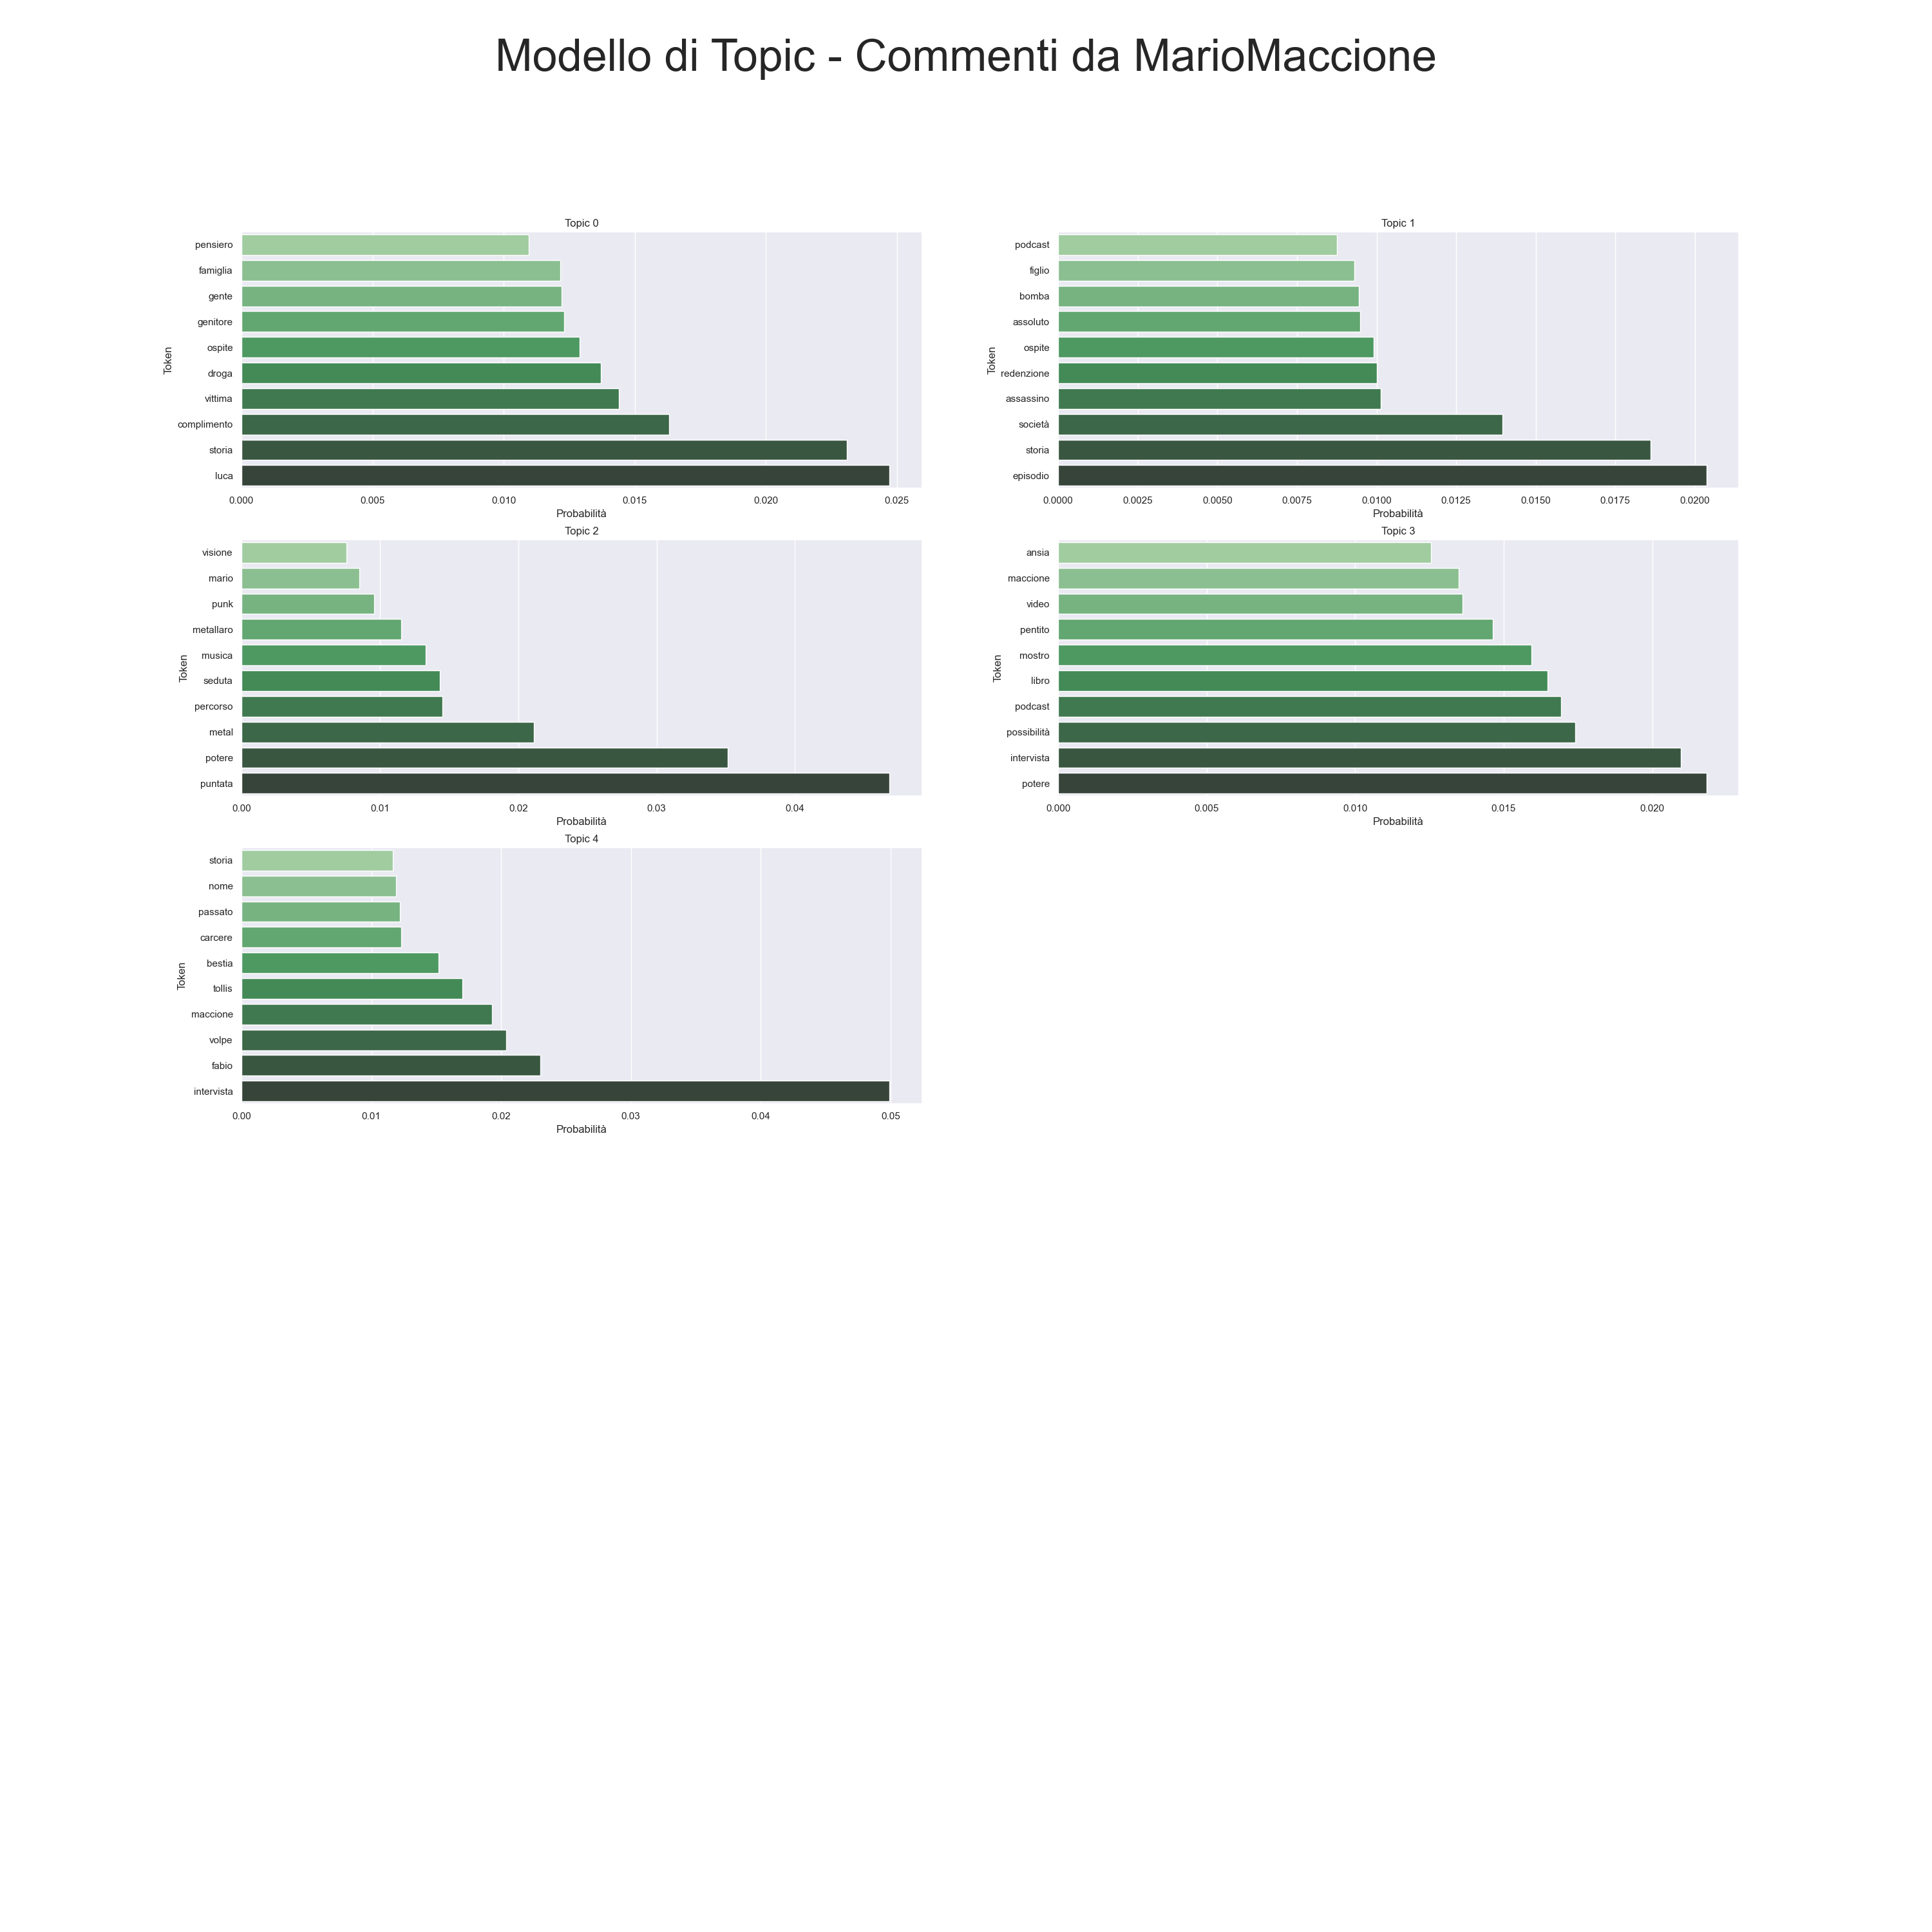 Modello di Topic - Commenti da MarioMaccione
Topic 0
Token
pensiero
famiglia
gente
genitore
ospite
droga
vittima
complimento
storia
luca
0.000 0.005 0.010 0.015 0.020 0.025
Probabilità
Topic 1
Token
podcast
figlio
bomba
assoluto
ospite
redenzione
assassino
società
storia
episodio
0.0000 0.0025 0.0050 0.0075 0.0100 0.0125 0.0150 0.0175 0.0200
Probabilità
Topic 2
Token
visione
mario
punk
metallaro
musica
seduta
percorso
metal
potere
puntata
0.00 0.01 0.02 0.03 0.04
Probabilità
Topic 3
Token
ansia
maccione
video
pentito
mostro
libro
podcast
possibilità
intervista
potere
0.000 0.005 0.010 0.015 0.020
Probabilità
Topic 4
Token
storia
nome
passato
carcere
bestia
tollis
maccione
volpe
fabio
intervista
0.00 0.01 0.02 0.03 0.04 0.05
Probabilità